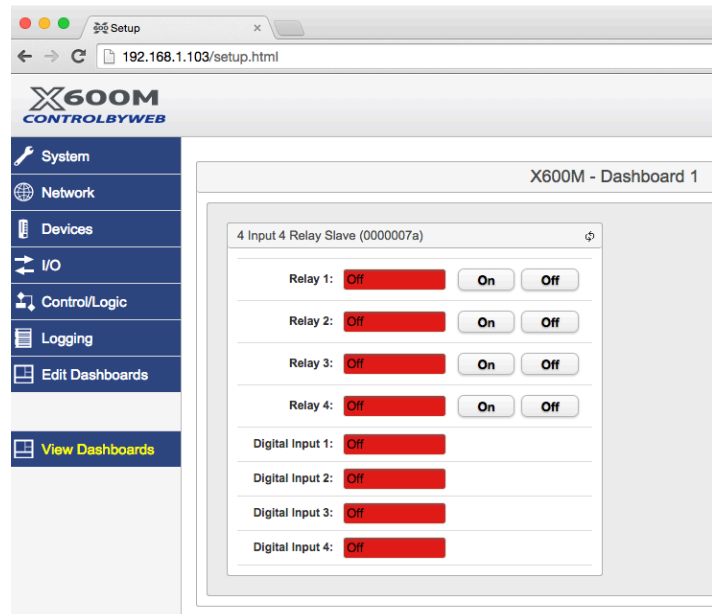 Setup
192.168.1.103/setup.html
X600M
CONTROLBYWEB
System
Network
Devices
I/O
Control/Logic
Logging
Edit Dashboards
View Dashboards
X600M - Dashboard 1
4 Input 4 Relay Slave (0000007a)
Relay 1: Off On Off
Relay 2: Off On Off
Relay 3: Off On Off
Relay 4: Off On Off
Digital Input 1: Off
Digital Input 2: Off
Digital Input 3: Off
Digital Input 4: Off